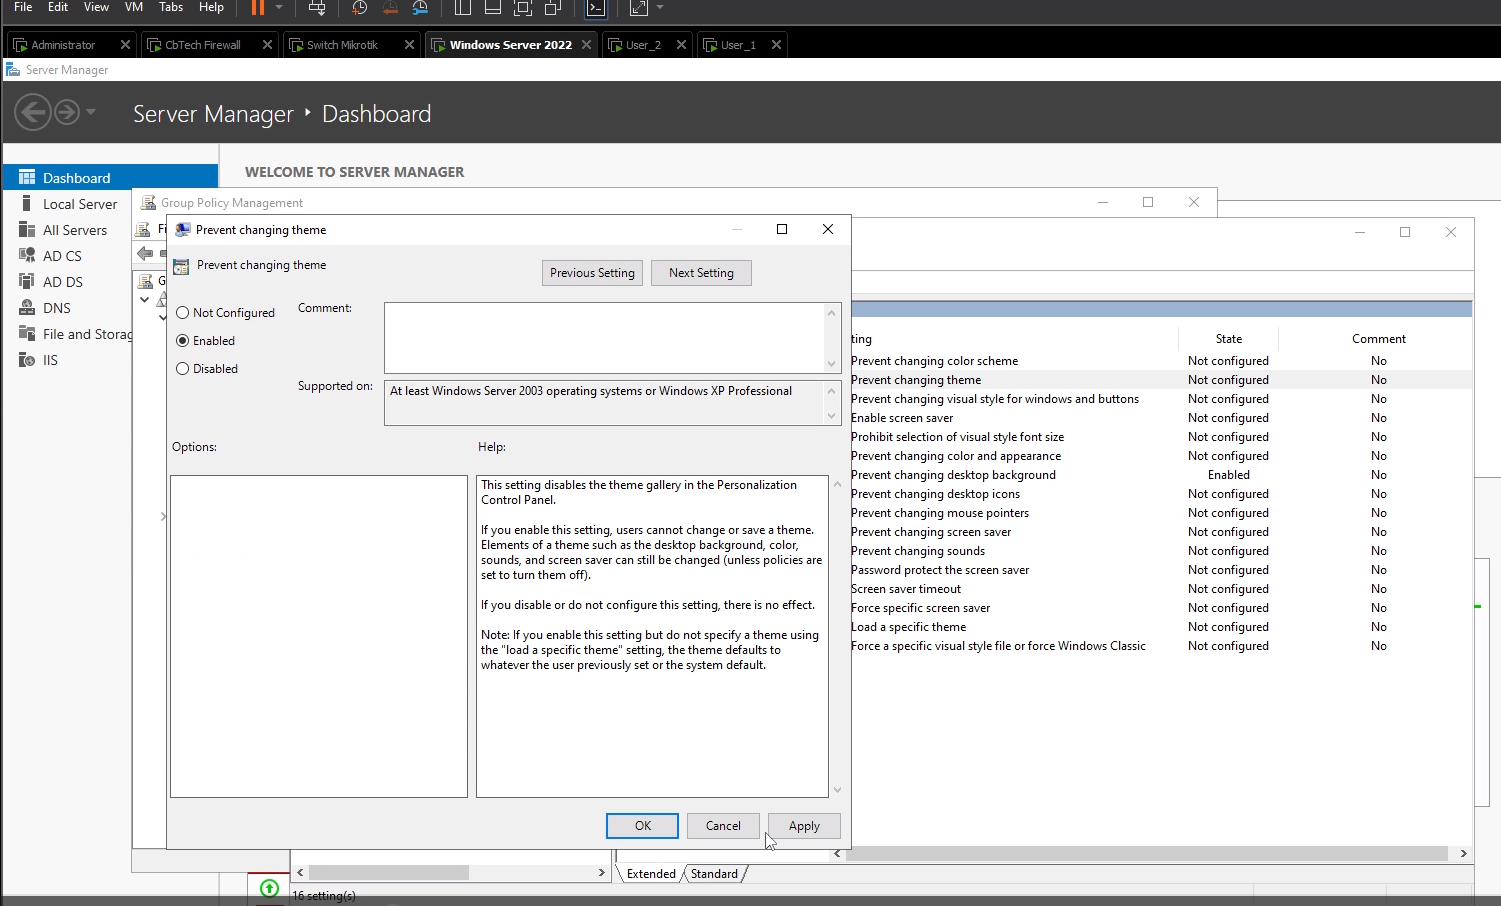 File Edit View VM Tabs Help
Administrator CbTech Firewall Switch Mikrotik Windows Server 2022 User_2 User_1
Server Manager
Server Manager Dashboard
WELCOME TO SERVER MANAGER
Dashboard
Local Server
All Servers
AD CS
AD DS
DNS
File and Storag
IIS
Group Policy Management
Fi
G
Prevent changing theme
Prevent changing theme
Previous Setting Next Setting
Not Configured
Enabled
Disabled
Comment:
Supported on:
At least Windows Server 2003 operating systems or Windows XP Professional
Options:
Help:
This setting disables the theme gallery in the Personalization
Control Panel.
If you enable this setting, users cannot change or save a theme.
Elements of a theme such as the desktop background, color,
sounds, and screen saver can still be changed (unless policies are
set to turn them off).
If you disable or do not configure this setting, there is no effect.
Note: If you enable this setting but do not specify a theme using
the "load a specific theme" setting, the theme defaults to
whatever the user previously set or the system default.
OK Cancel Apply
ting State Comment
Prevent changing color scheme Not configured No
Prevent changing theme Not configured No
Prevent changing visual style for windows and buttons Not configured No
Enable screen saver Not configured No
Prohibit selection of visual style font size Not configured No
Prevent changing color and appearance Not configured No
Prevent changing desktop background Enabled No
Prevent changing desktop icons Not configured No
Prevent changing mouse pointers Not configured No
Prevent changing screen saver Not configured No
Prevent changing sounds Not configured No
Password protect the screen saver Not configured No
Screen saver timeout Not configured No
Force specific screen saver Not configured No
Load a specific theme Not configured No
Force a specific visual style file or force Windows Classic Not configured No
Extended Standard
16 setting(s)